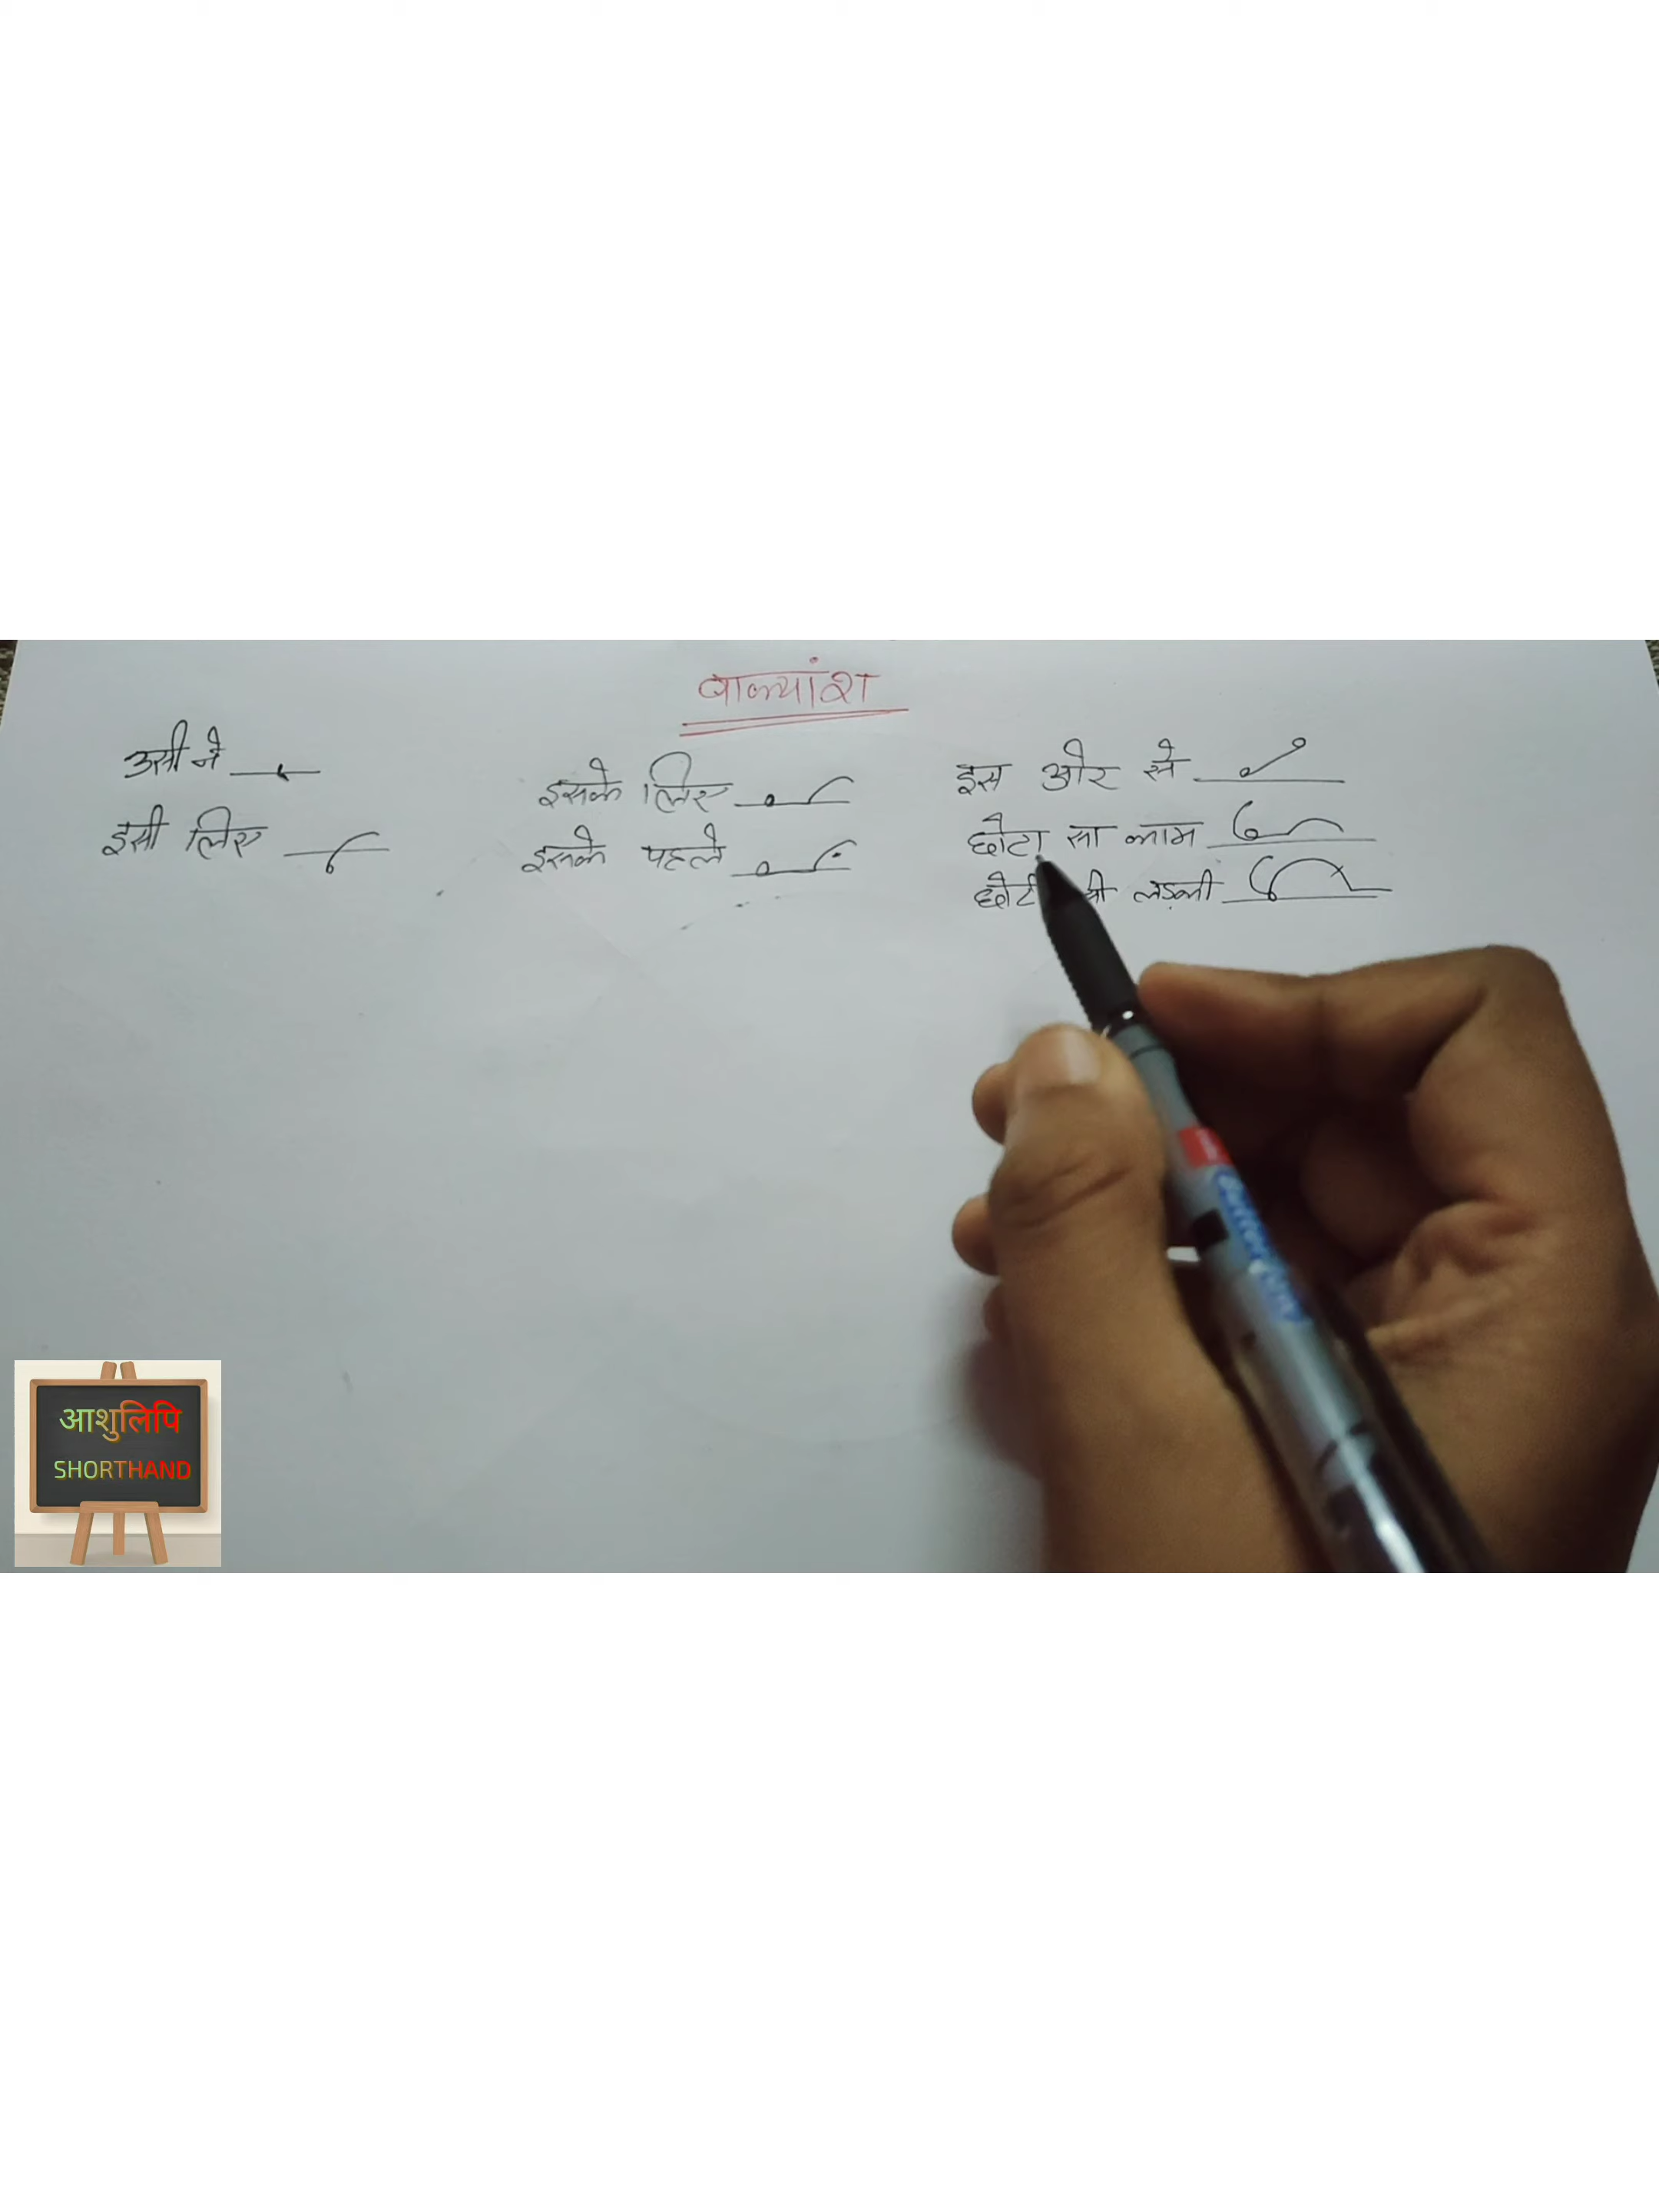 वाक्यांश
उसी ने
इसी लिए
इसके लिए
इसके पहले
इस ओर से
छोटा सा काम
छोटी सी लड़की
आशुलिपि
SHORTHAND